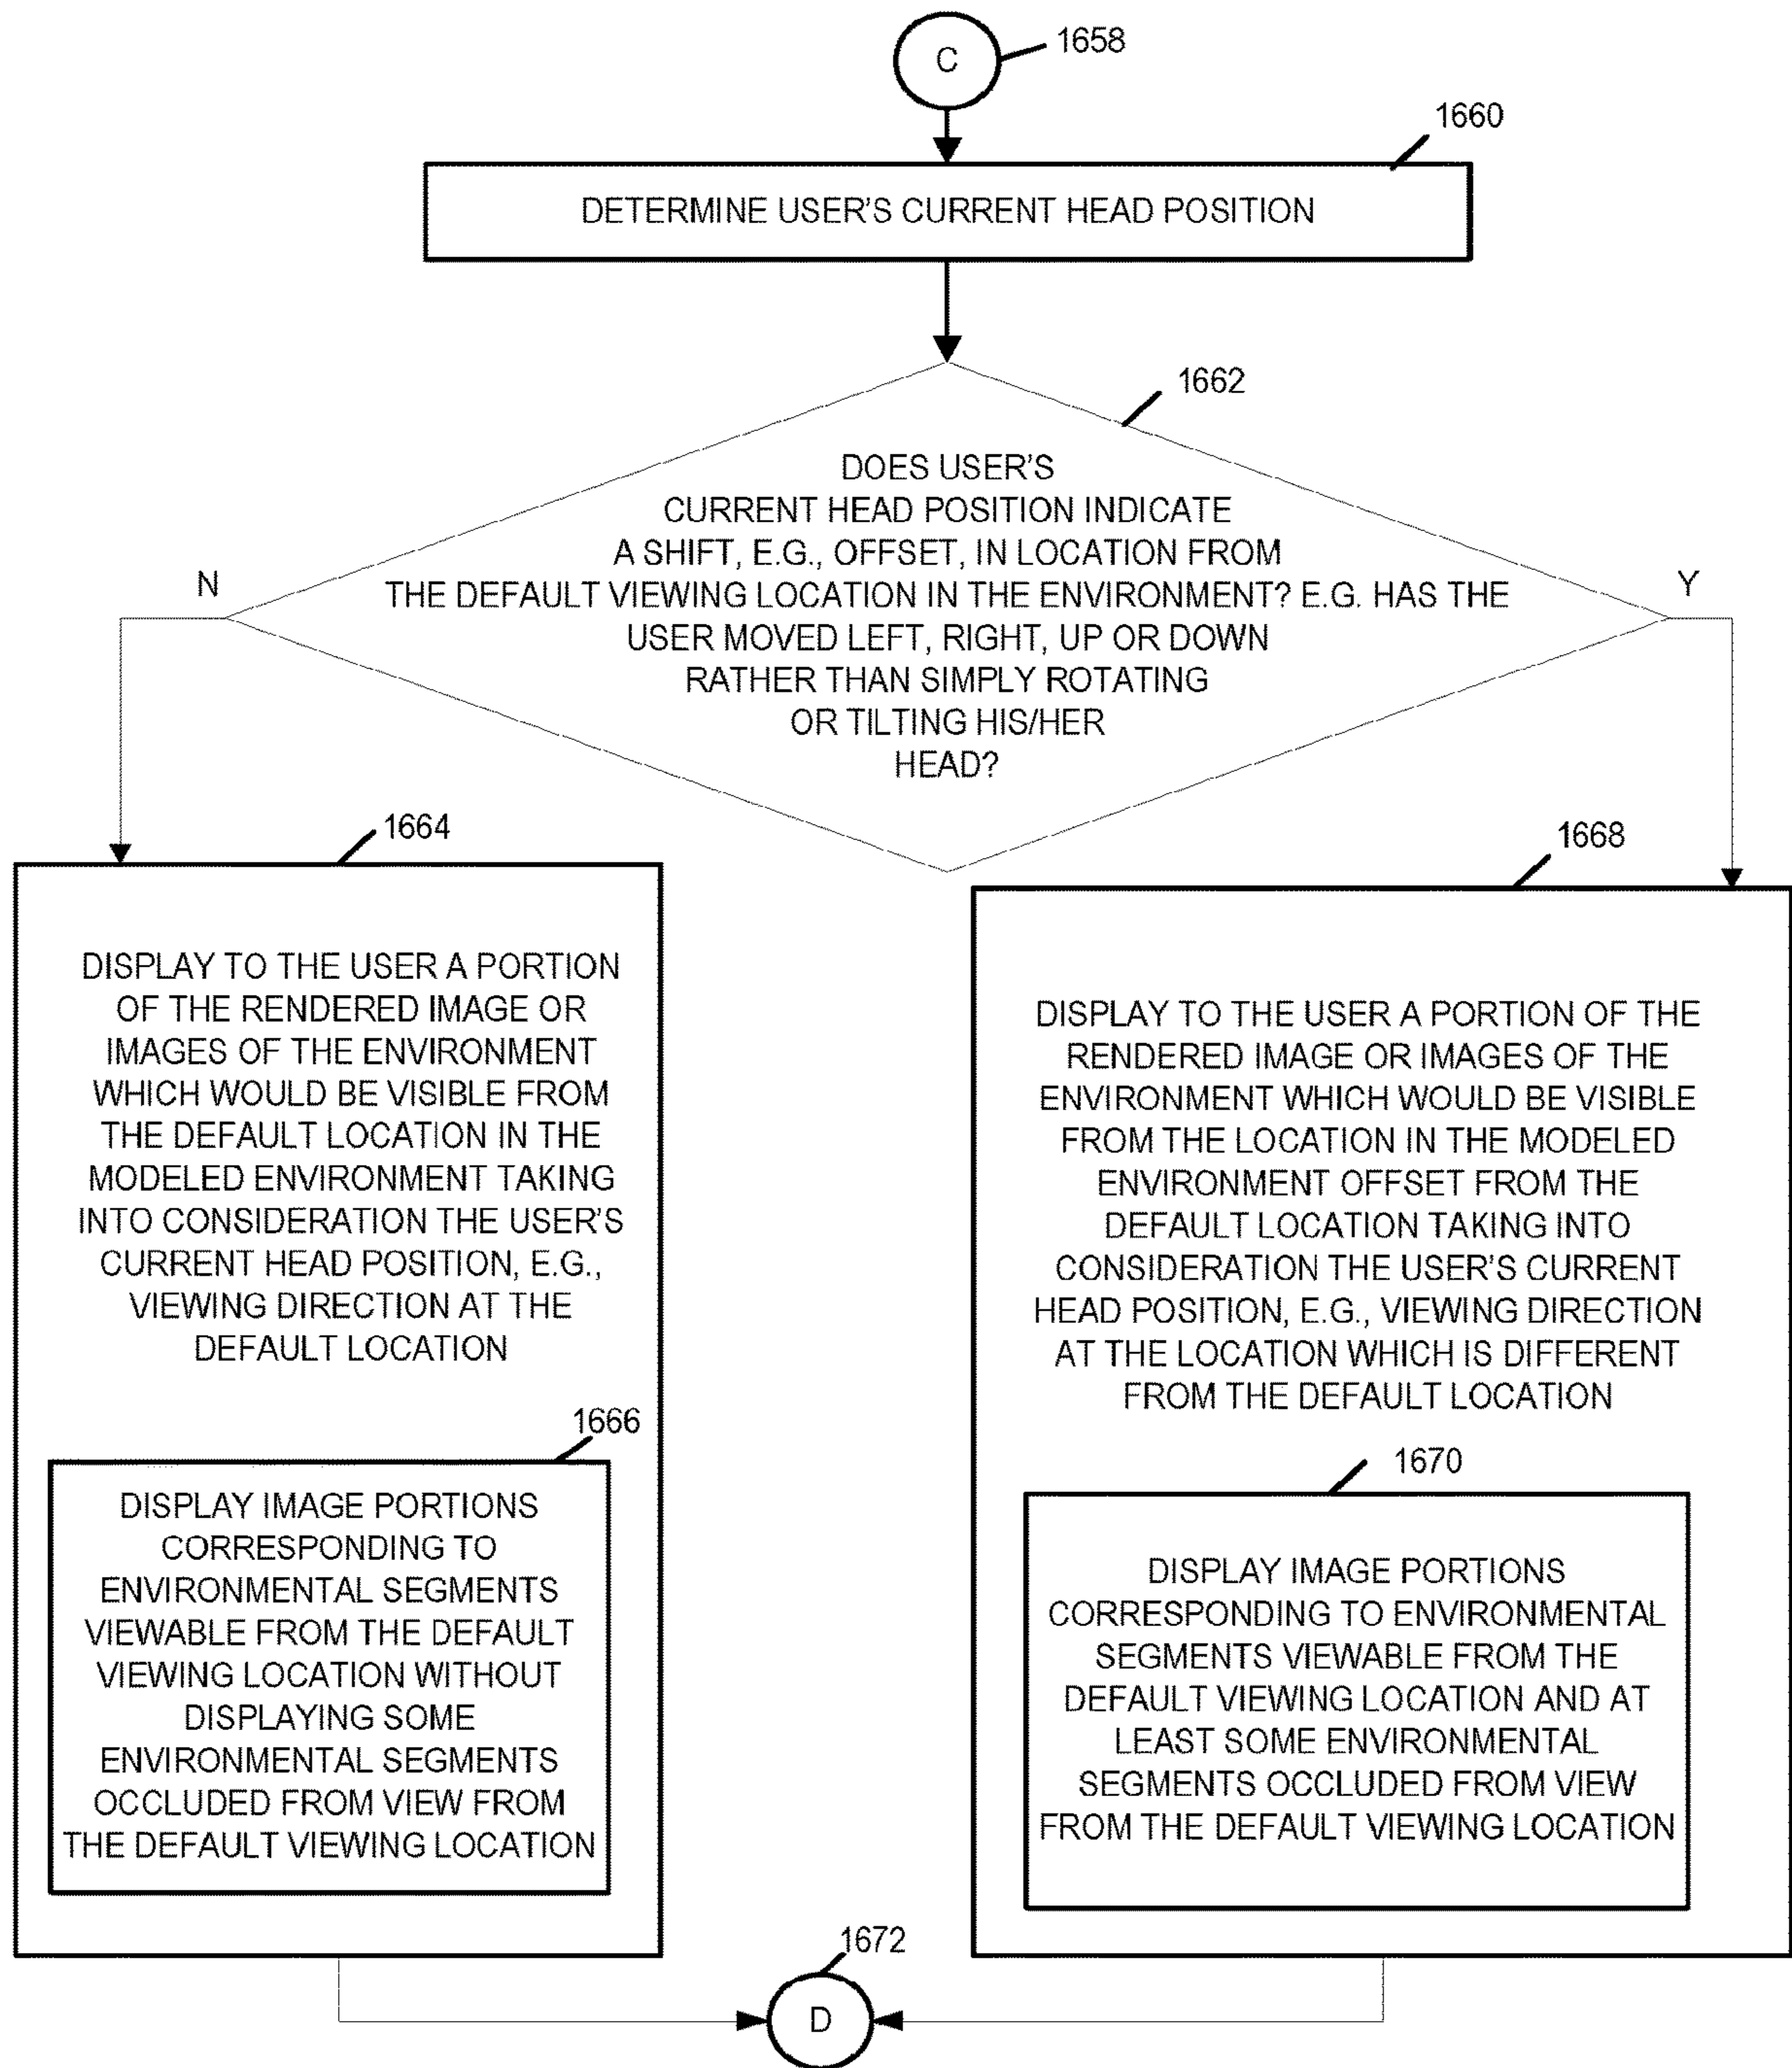 C
1658
1660
DETERMINE USER'S CURRENT HEAD POSITION
1662
DOES USER'S
CURRENT HEAD POSITION INDICATE
A SHIFT, E.G., OFFSET, IN LOCATION FROM
THE DEFAULT VIEWING LOCATION IN THE ENVIRONMENT? E.G. HAS THE
USER MOVED LEFT, RIGHT, UP OR DOWN
RATHER THAN SIMPLY ROTATING
OR TILTING HIS/HER
HEAD?
N
Y
1664
DISPLAY TO THE USER A PORTION
OF THE RENDERED IMAGE OR
IMAGES OF THE ENVIRONMENT
WHICH WOULD BE VISIBLE FROM
THE DEFAULT LOCATION IN THE
MODELED ENVIRONMENT TAKING
INTO CONSIDERATION THE USER'S
CURRENT HEAD POSITION, E.G.,
VIEWING DIRECTION AT THE
DEFAULT LOCATION
1666
DISPLAY IMAGE PORTIONS
CORRESPONDING TO
ENVIRONMENTAL SEGMENTS
VIEWABLE FROM THE DEFAULT
VIEWING LOCATION WITHOUT
DISPLAYING SOME
ENVIRONMENTAL SEGMENTS
OCCLUDED FROM VIEW FROM
THE DEFAULT VIEWING LOCATION
1668
DISPLAY TO THE USER A PORTION OF THE
RENDERED IMAGE OR IMAGES OF THE
ENVIRONMENT WHICH WOULD BE VISIBLE
FROM THE LOCATION IN THE MODELED
ENVIRONMENT OFFSET FROM THE
DEFAULT LOCATION TAKING INTO
CONSIDERATION THE USER'S CURRENT
HEAD POSITION, E.G., VIEWING DIRECTION
AT THE LOCATION WHICH IS DIFFERENT
FROM THE DEFAULT LOCATION
1670
DISPLAY IMAGE PORTIONS
CORRESPONDING TO ENVIRONMENTAL
SEGMENTS VIEWABLE FROM THE
DEFAULT VIEWING LOCATION AND AT
LEAST SOME ENVIRONMENTAL
SEGMENTS OCCLUDED FROM VIEW
FROM THE DEFAULT VIEWING LOCATION
1672
D